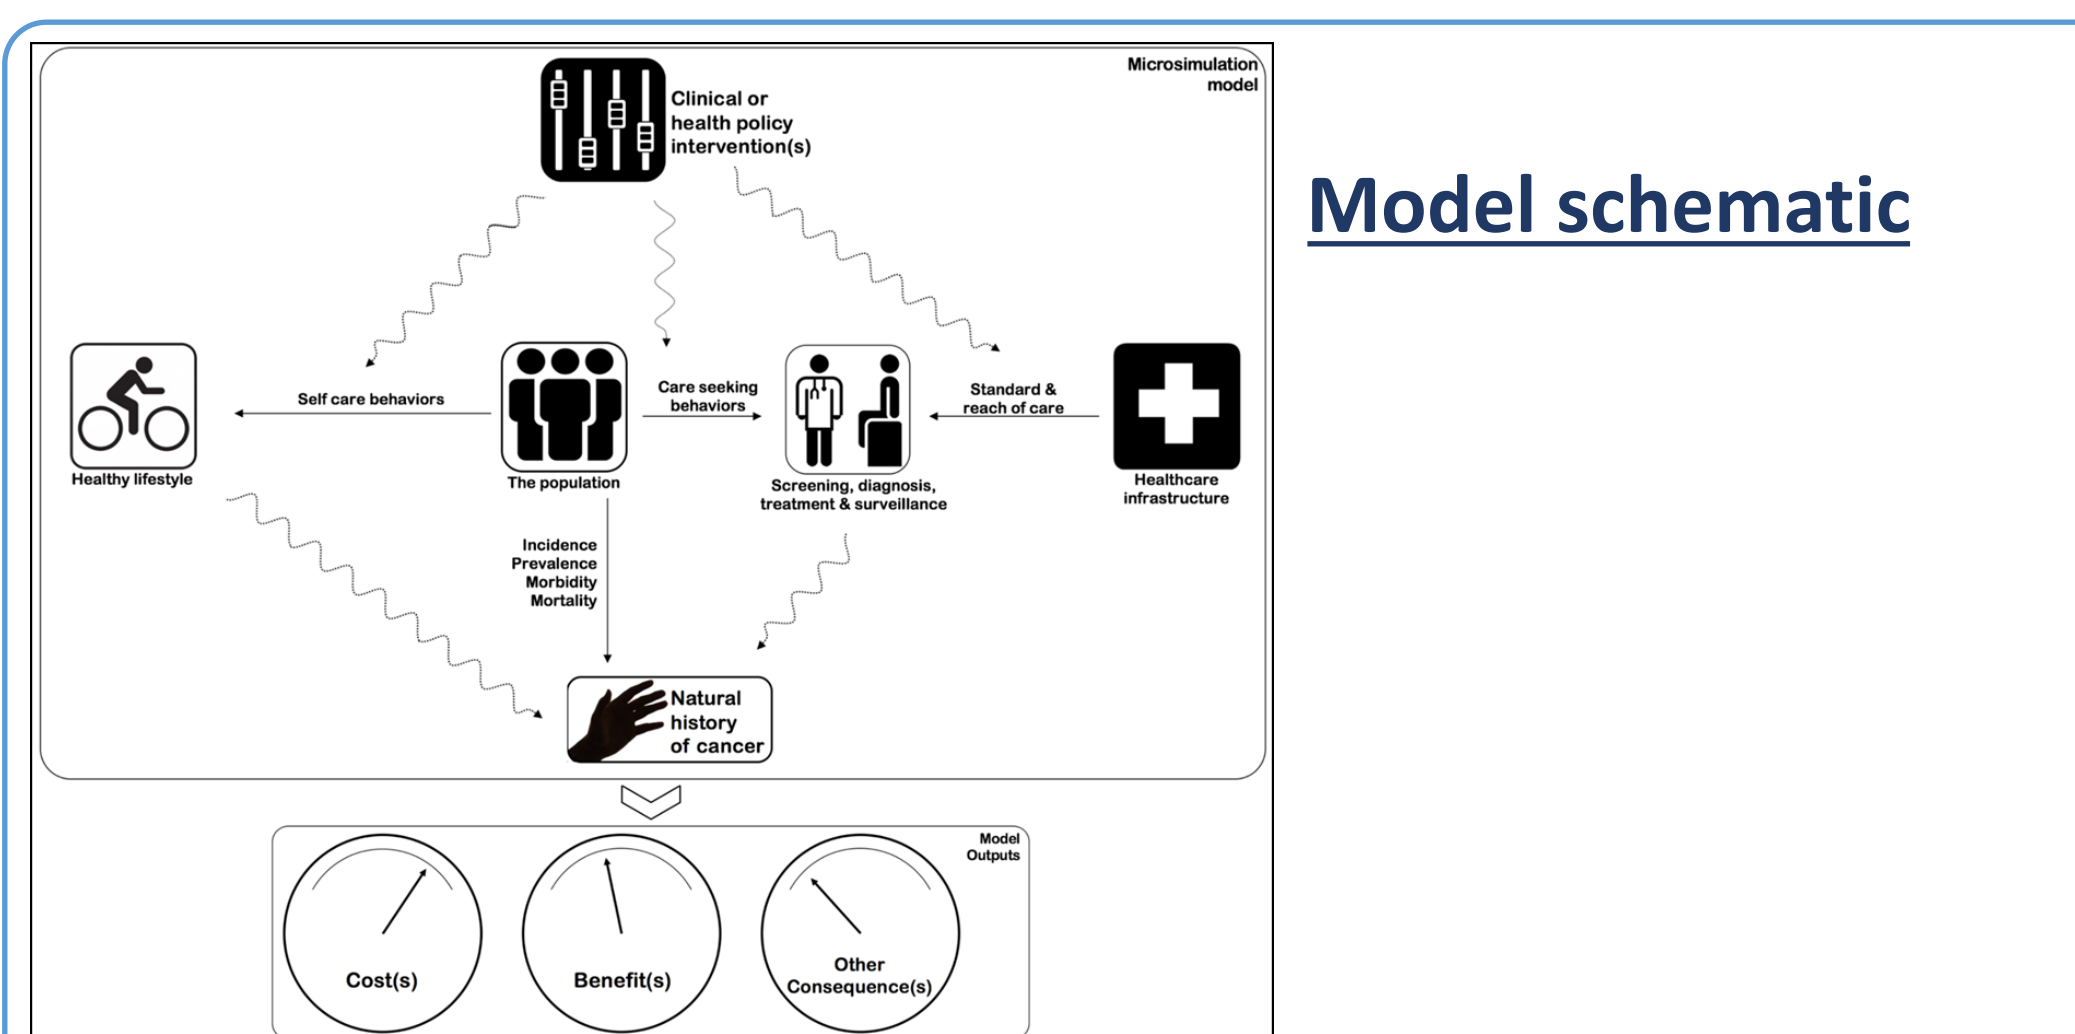 Microsimulation
model
Clinical or
health policy
intervention(s)
Model schematic
Self care behaviors
Care seeking
behaviors
Standard &
reach of care
Healthy lifestyle
The population
Screening, diagnosis,
treatment & surveillance
Healthcare
infrastructure
Incidence
Prevalence
Morbidity
Mortality
Natural
history
of cancer
Model
Outputs
Cost(s)
Benefit(s)
Other
Consequence(s)